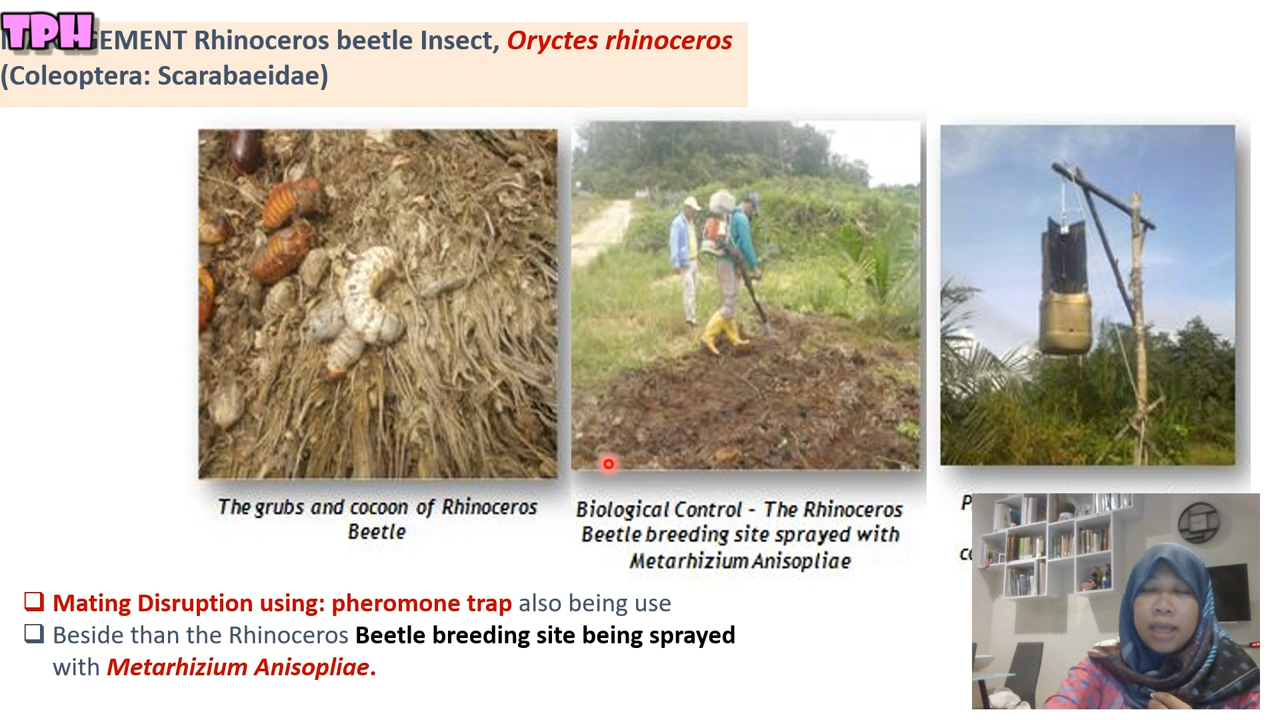 TPH
EMENT Rhinoceros beetle Insect, Oryctes rhinoceros
(Coleoptera: Scarabaeidae)
The grubs and cocoon of Rhinoceros
Beetle
Biological Control - The Rhinoceros
Beetle breeding site sprayed with
Metarhizium Anisopliae
❑ Mating Disruption using: pheromone trap also being use
❑ Beside than the Rhinoceros Beetle breeding site being sprayed
with Metarhizium Anisopliae.